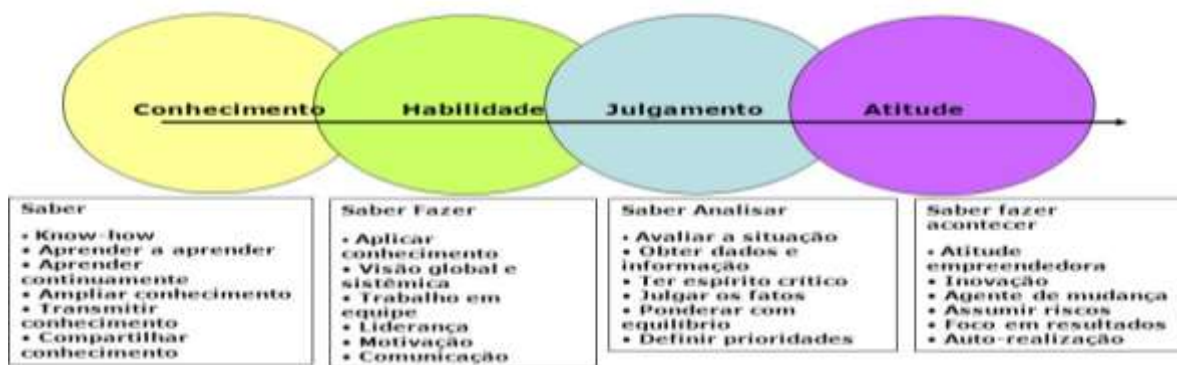 Conhecimento
Habilidade
Julgamento
Atitude
Saber
• Know-how
• Aprender a aprender
• Aprender
continuamente
• Ampliar conhecimento
• Transmitir
conhecimento
• Compartilhar
conhecimento
Saber Fazer
• Aplicar
conhecimento
• Visão global e
sistêmica
• Trabalho em
equipe
• Liderança
• Motivação
• Comunicação
Saber Analisar
• Avaliar a situação
• Obter dados e
informação
• Ter espírito crítico
• Julgar os fatos
• Ponderar com
equilíbrio
• Definir prioridades
Saber fazer
acontecer
• Atitude
empreendedora
• Inovação
• Agente de mudança
• Assumir riscos
• Foco em resultados
• Auto-realização